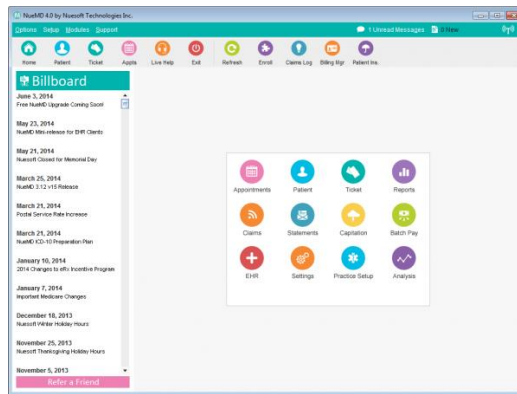 NueMD 4.0 by Nuesoft Technologies Inc.
Options Setup Modules Support
1 Unread Messages 0 New
Home Patient Ticket Appts Live Help Exit Refresh Enroll Claims Log Billing Mgr Patient Ins.
Billboard
June 3, 2014
Free NueMD Upgrade Coming Soon!
May 23, 2014
NueMD Mini-release for EHR Clients
May 21, 2014
Nuesoft Closed for Memorial Day
March 25, 2014
NueMD 3.12 v15 Release
March 21, 2014
Postal Service Rate Increase
March 21, 2014
NueMD ICD-10 Preparation Plan
January 10, 2014
2014 Changes to eRx Incentive Program
January 7, 2014
Important Medicare Changes
December 18, 2013
Nuesoft Winter Holiday Hours
November 25, 2013
Nuesoft Thanksgiving Holiday Hours
November 5, 2013
Refer a Friend
Appointments Patient Ticket Reports
Claims Statements Capitation Batch Pay
EHR Settings Practice Setup Analysis